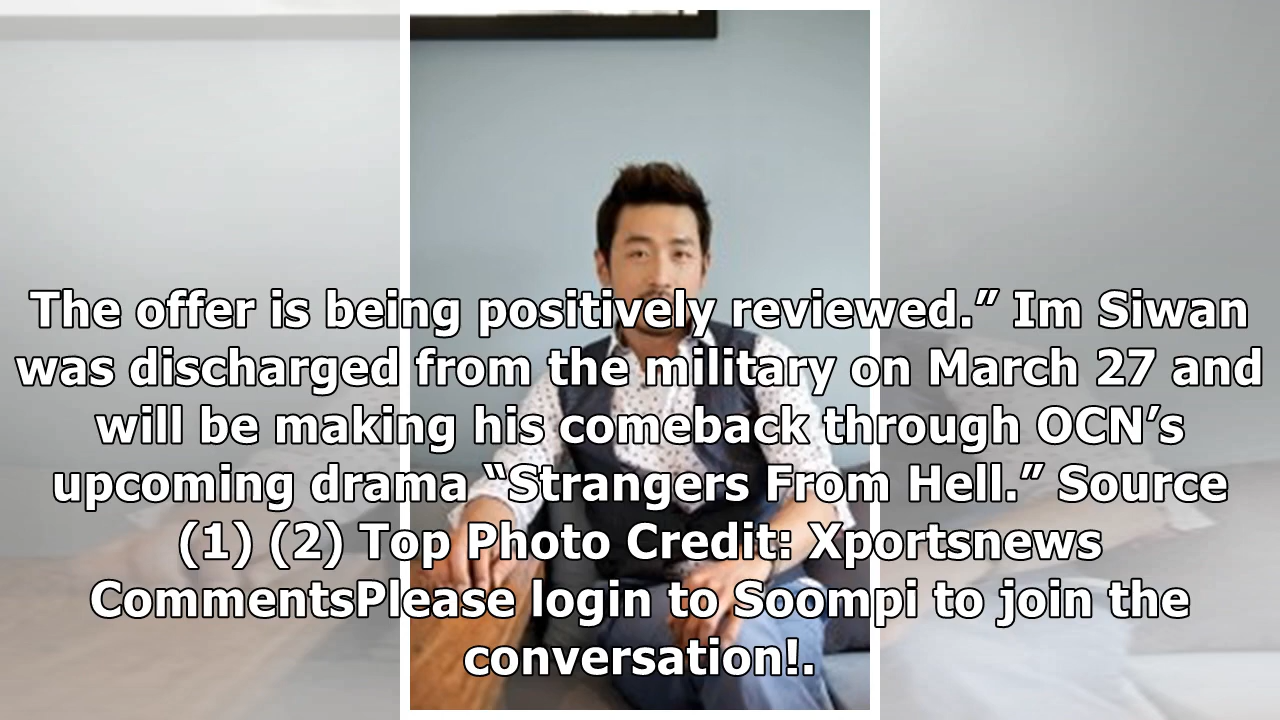 The offer is being positively reviewed.” Im Siwan
was discharged from the military on March 27 and
will be making his comeback through OCN’s
upcoming drama “Strangers From Hell.” Source
(1) (2) Top Photo Credit: Xportsnews
CommentsPlease login to Soompi to join the
conversation!.